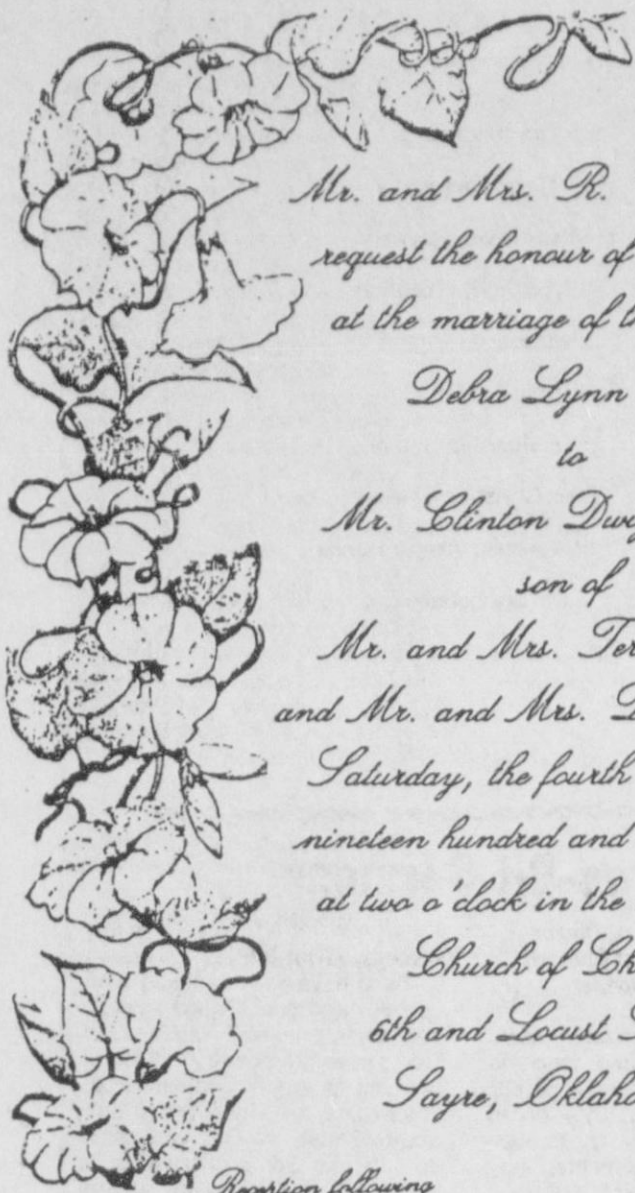 Mr. and Mrs. R.
request the honour of
at the marriage of
Debra Lynn
to
Mr. Clinton
son of
Mr. and Mrs.
and Mr. and Mrs.
Saturday, the fourth
nineteen hundred and
at two o'clock in the
Church of
6th and Locust
Sayre,
Reception following